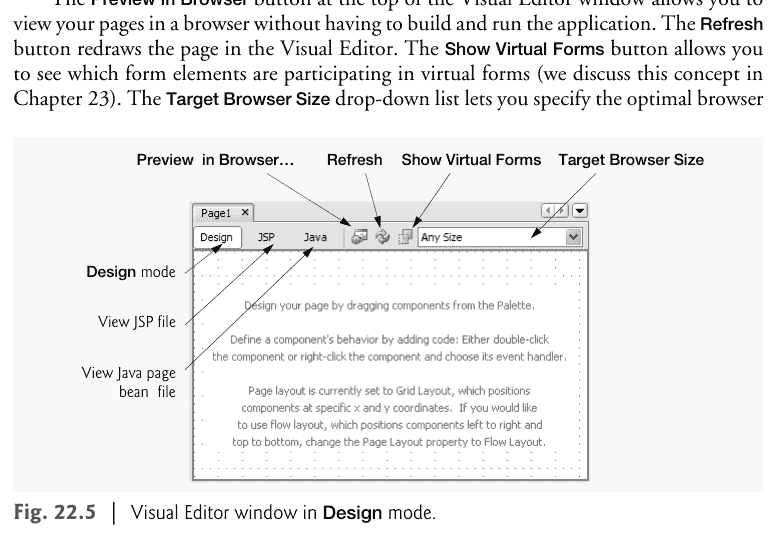 The Preview in Browser button at the top of the Visual Editor window allows you to
view your pages in a browser without having to build and run the application. The Refresh
button redraws the page in the Visual Editor. The Show Virtual Forms button allows you
to see which form elements are participating in virtual forms (we discuss this concept in
Chapter 23). The Target Browser Size drop-down list lets you specify the optimal browser
Preview in Browser... Refresh Show Virtual Forms Target Browser Size
Page1
Design JSP Java Any Size
Design mode
View JSP file
View Java page
bean file
Design your page by dragging components from the Palette.
Define a component's behavior by adding code: Either double-click
the component or right-click the component and choose its event handler.
Page layout is currently set to Grid Layout, which positions
components at specific x and y coordinates. If you would like
to use flow layout, which positions components left to right and
top to bottom, change the Page Layout property to Flow Layout.
Fig. 22.5 | Visual Editor window in Design mode.